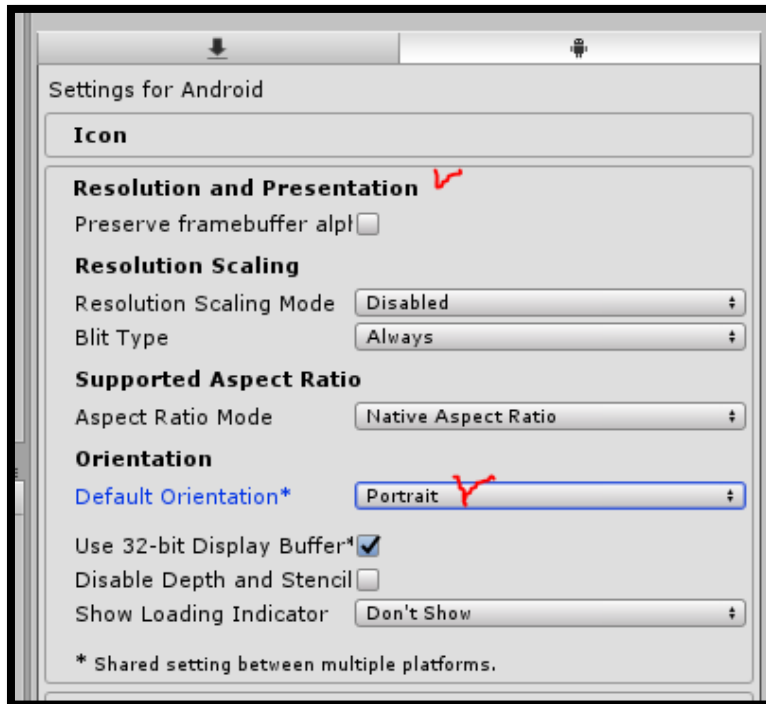 Settings for Android
Icon
Resolution and Presentation
Preserve framebuffer alph
Resolution Scaling
Resolution Scaling Mode Disabled
Blit Type Always
Supported Aspect Ratio
Aspect Ratio Mode Native Aspect Ratio
Orientation
Default Orientation* Portrait
Use 32-bit Display Buffer*
Disable Depth and Stencil
Show Loading Indicator Don't Show
* Shared setting between multiple platforms.